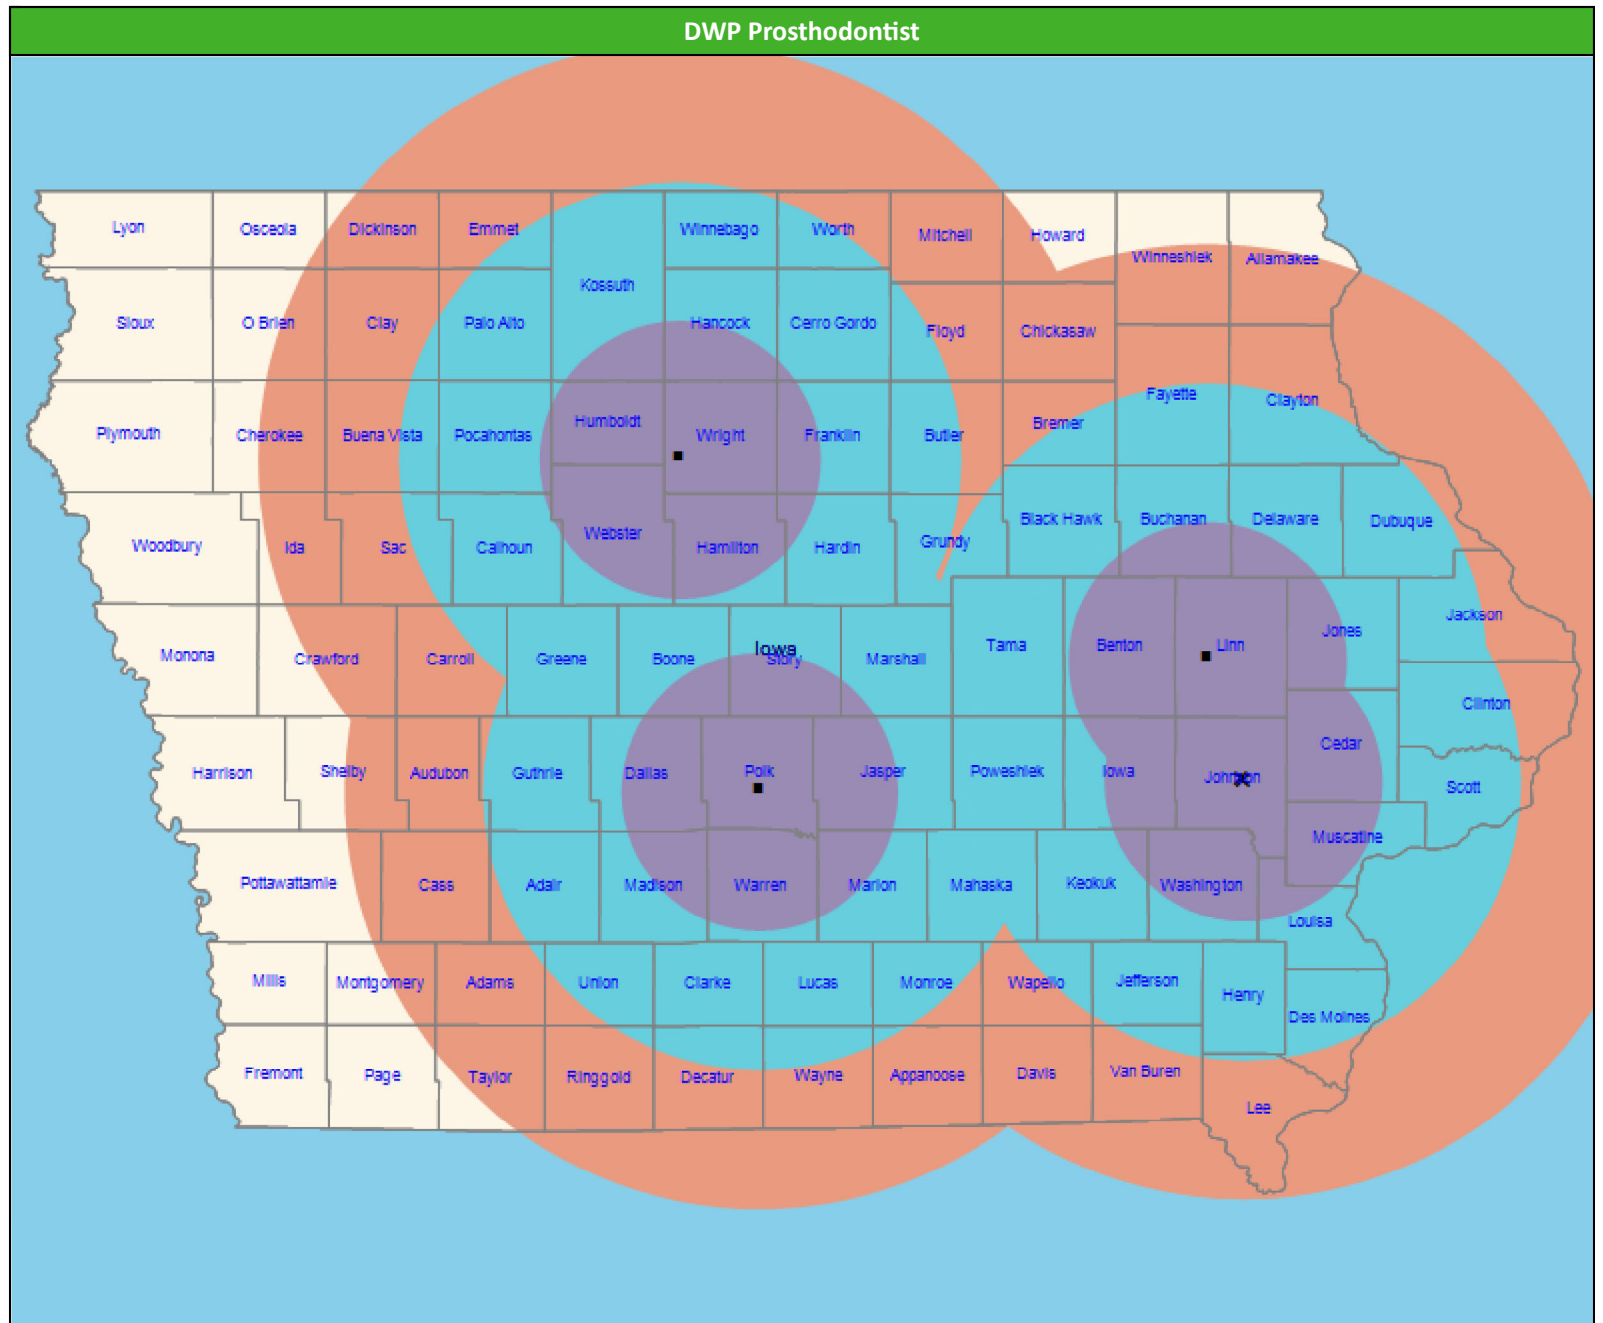 DWP Prosthodontist
Lyon
Osceola
Dickinson
Emmet
Winnebago
Worth
Mitchell
Howard
Winneshiek
Allamakee
Kossuth
Sioux
O Brien
Clay
Palo Alto
Hancock
Cerro Gordo
Floyd
Chickasaw
Fayette
Clayton
Plymouth
Cherokee
Buena Vista
Pocahontas
Humboldt
Wright
Franklin
Butler
Bremer
Woodbury
Ida
Sac
Calhoun
Webster
Hamilton
Hardin
Grundy
Black Hawk
Buchanan
Delaware
Dubuque
Monona
Crawford
Carroll
Greene
Boone
Iowa
Story
Marshall
Tama
Benton
Linn
Jones
Jackson
Clinton
Harrison
Shelby
Audubon
Guthrie
Dallas
Polk
Jasper
Poweshiek
Iowa
Johnson
Cedar
Scott
Muscatine
Pottawattamie
Cass
Adair
Madison
Warren
Marion
Mahaska
Keokuk
Washington
Louisa
Mills
Montgomery
Adams
Union
Clarke
Lucas
Monroe
Wapello
Jefferson
Henry
Des Moines
Fremont
Page
Taylor
Ringgold
Decatur
Wayne
Appanoose
Davis
Van Buren
Lee